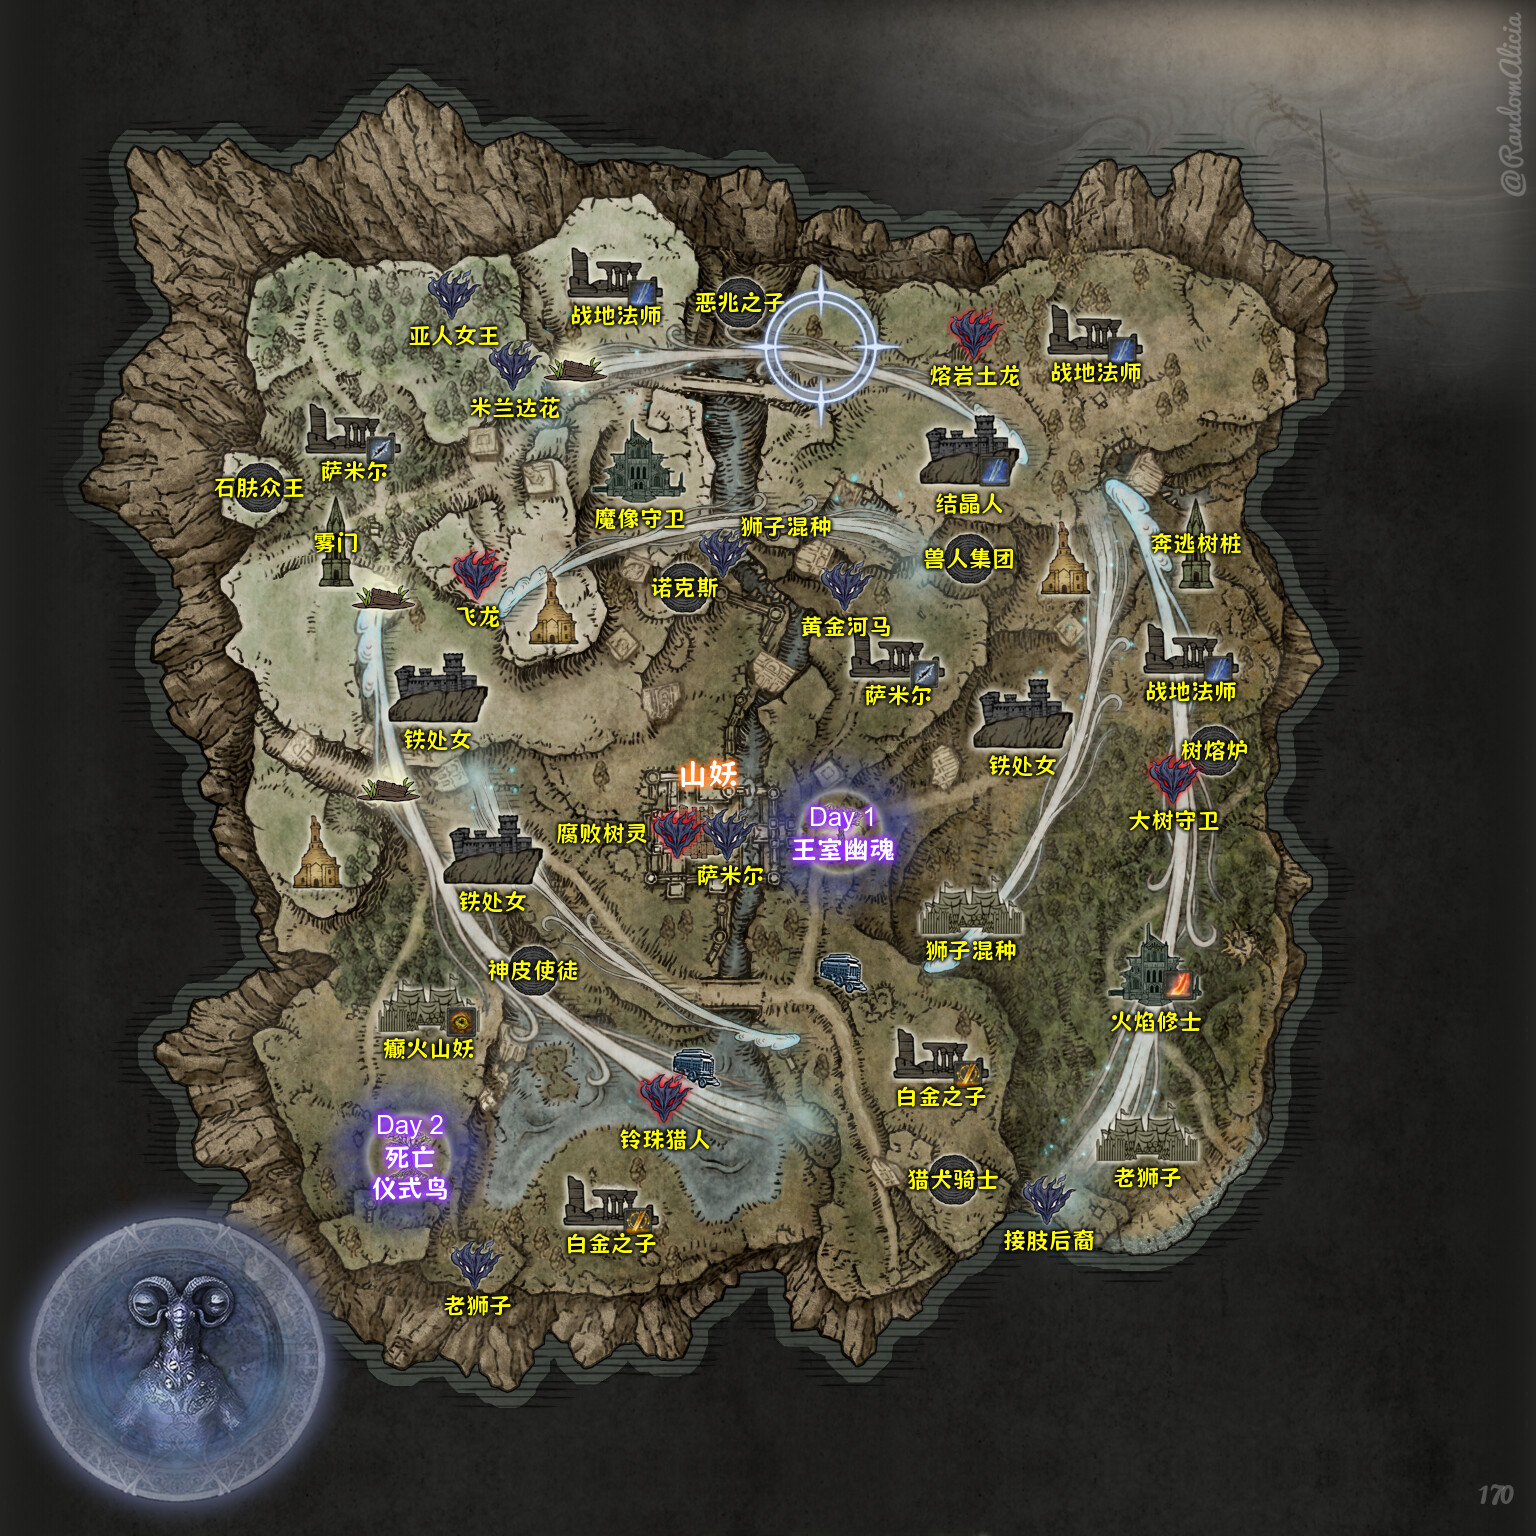 @RandomAlicia
战地法师
恶兆之子
亚人女王
熔岩土龙
战地法师
米兰达花
萨米尔
石肤众王
结晶人
魔像守卫
狮子混种
雾门
奔逃树桩
兽人集团
诺克斯
飞龙
黄金河马
萨米尔
战地法师
铁处女
树熔炉
铁处女
山妖
Day 1
王室幽魂
大树守卫
腐败树灵
萨米尔
铁处女
狮子混种
神皮使徒
火焰修士
癫火山妖
白金之子
Day 2
死亡
仪式鸟
铃珠猎人
猎犬骑士
老狮子
接肢后裔
白金之子
老狮子
170